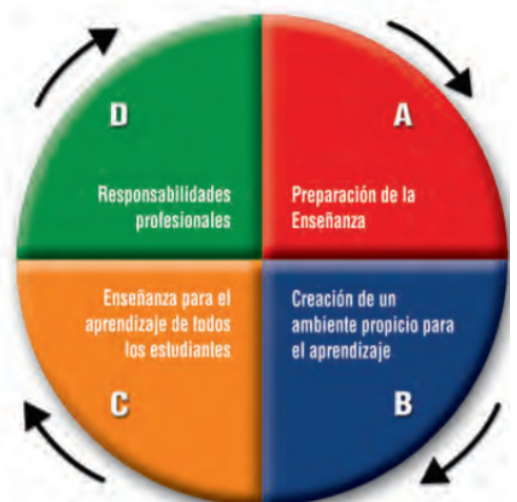 D
Responsabilidades
profesionales
A
Preparación de la
Enseñanza
Enseñanza para el
aprendizaje de todos
los estudiantes
C
Creación de un
ambiente propicio para
el aprendizaje
B